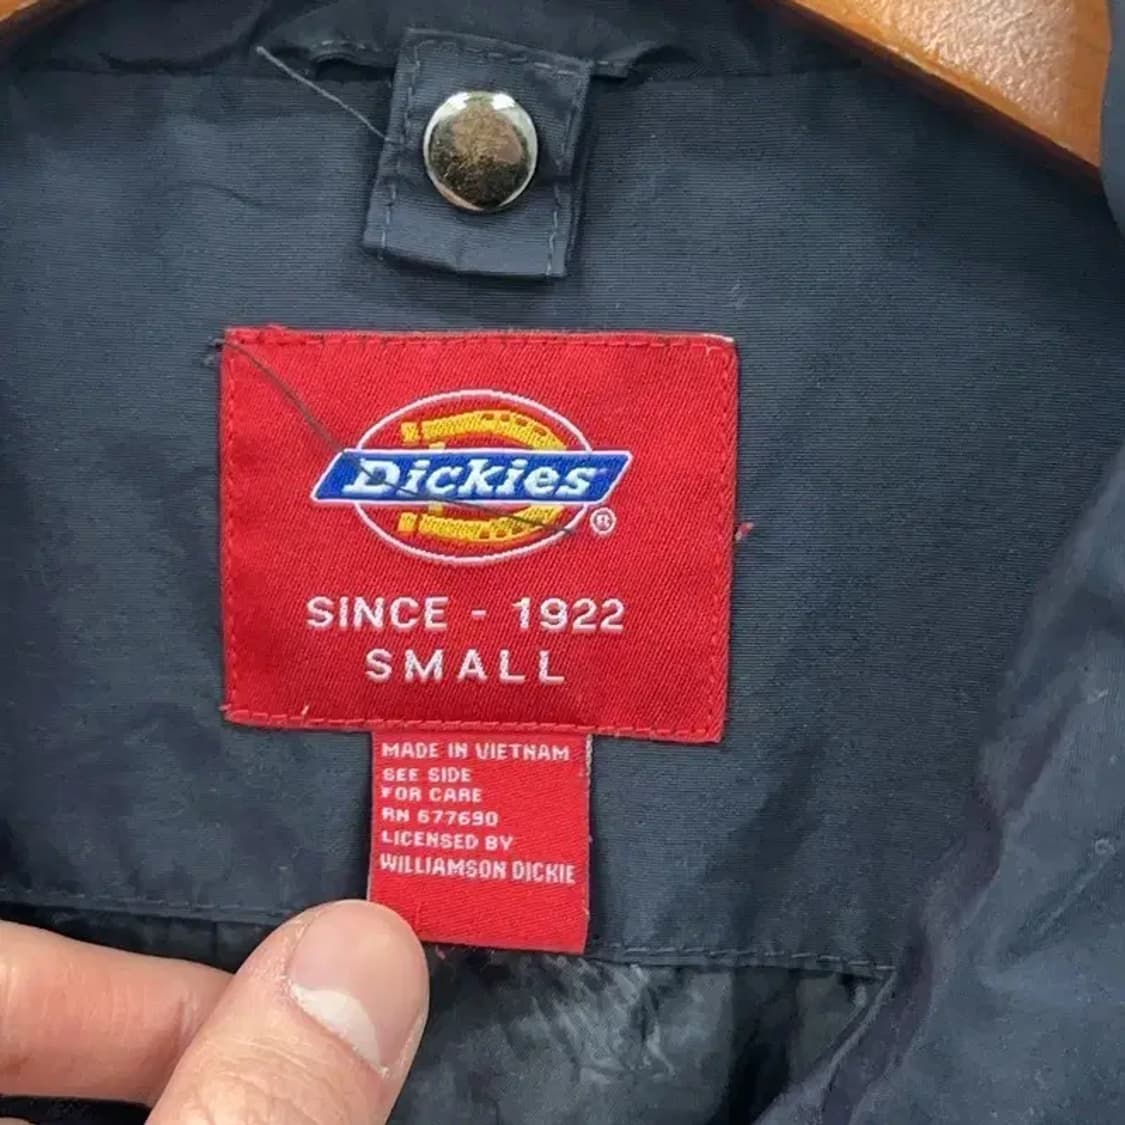 Dickies®
SINCE - 1922
SMALL
MADE IN VIETNAM
SEE SIDE
FOR CARE
RN 677690
LICENSED BY
WILLIAMSON DICKIE